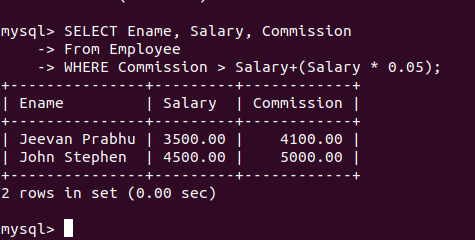 mysql> SELECT Ename, Salary, Commission
    -> From Employee
    -> WHERE Commission > Salary+(Salary * 0.05);
+---------------+---------+------------+
| Ename         | Salary  | Commission |
+---------------+---------+------------+
| Jeevan Prabhu | 3500.00 |    4100.00 |
| John Stephen  | 4500.00 |    5000.00 |
+---------------+---------+------------+
2 rows in set (0.00 sec)
mysql>